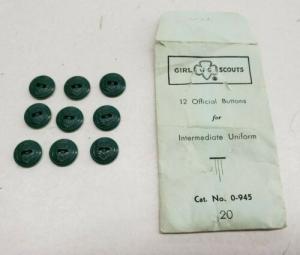 GIRL SCOUTS
12 Official Buttons
for
Intermediate Uniform
Cat. No. 0-945
20